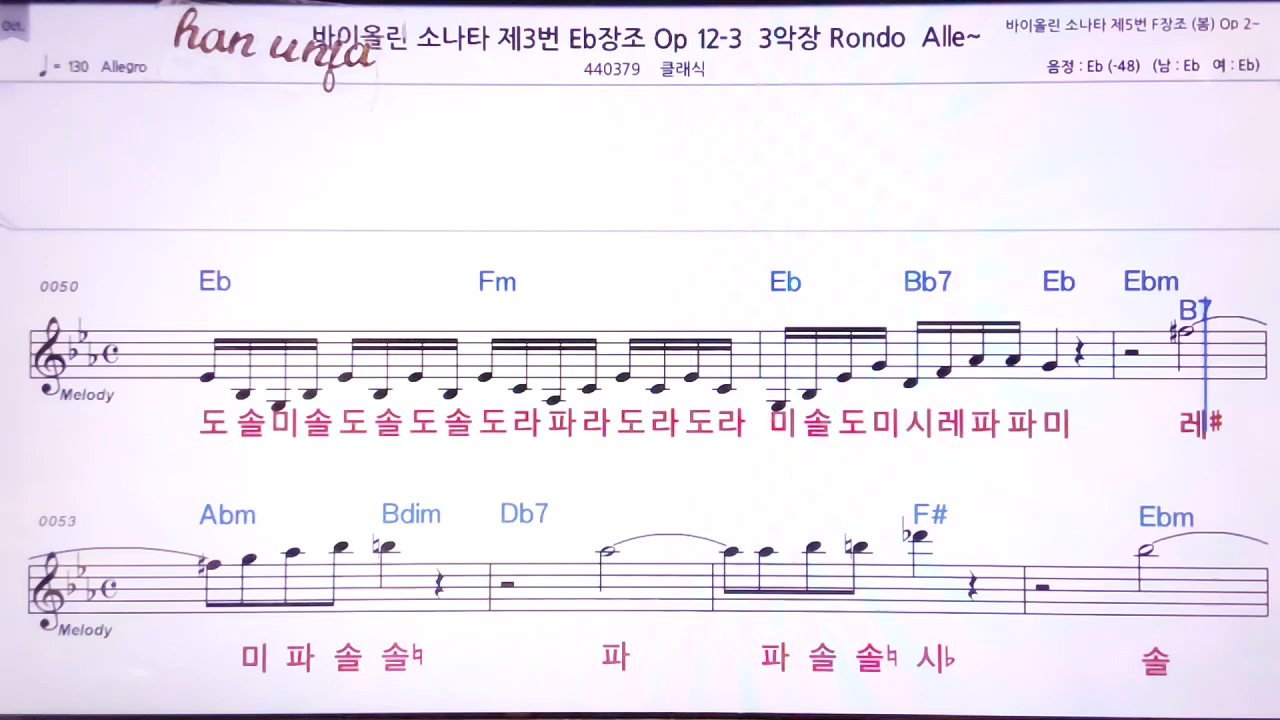 Oct.
han unfa
바이올린 소나타 제3번 Eb장조 Op 12-3 3악장 Rondo Alle~
바이올린 소나타 제5번 F장조 (봄) Op 2~
♩ = 130 Allegro
440379 클래식
음정 : Eb (-48) (남 : Eb 여 : Eb)
0050 Eb Fm Eb Bb7 Eb Ebm
B7
Melody
도 솔 미 솔 도 솔 도 솔 도 라 파 라 도 라 도 라 미 솔 도 미 시 레 파 파 미 레#
0053 Abm Bdim Db7 F# Ebm
Melody
미 파 솔 솔♮ 파 파 솔 솔♮ 시♭ 솔